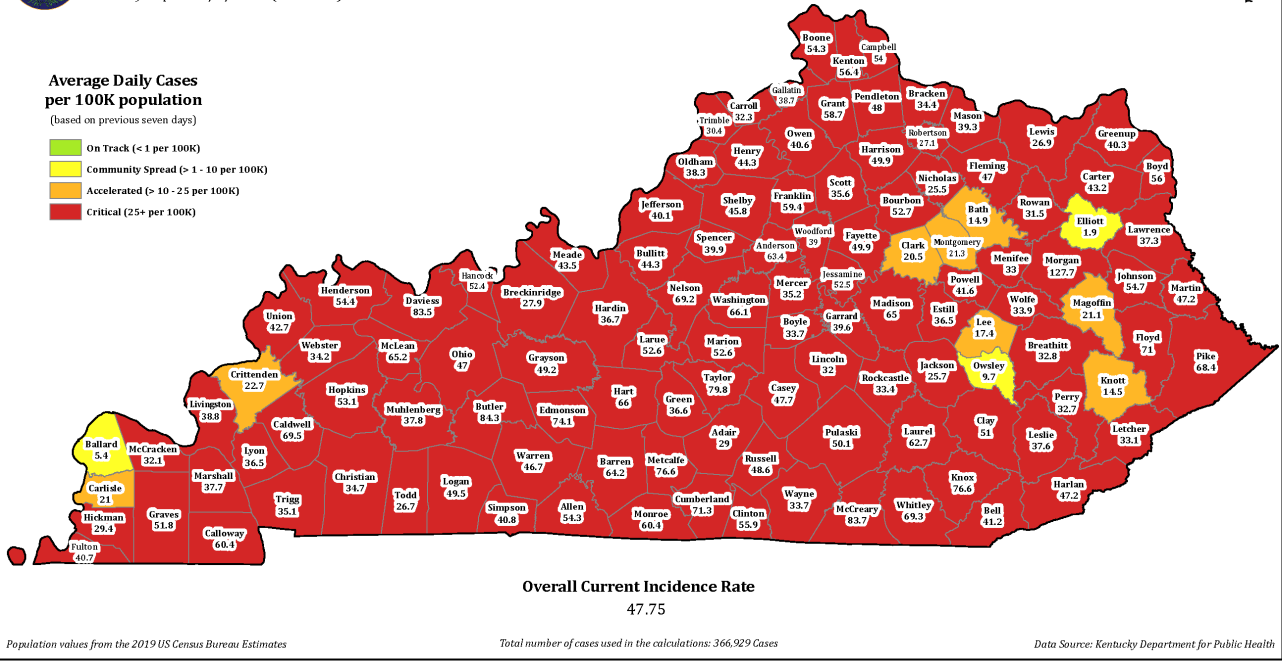 Average Daily Cases
per 100K population
(based on previous seven days)
On Track (< 1 per 100K)
Community Spread (> 1 - 10 per 100K)
Accelerated (> 10 - 25 per 100K)
Critical (25+ per 100K)
Boone
54.3
Campbell
54
Kenton
56.4
Gallatin
38.7
Carroll
32.3
Grant
58.7
Pendleton
48
Bracken
34.4
Trimble
30.4
Mason
39.3
Owen
40.6
Robertson
27.1
Lewis
26.9
Greenup
40.3
Henry
44.3
Harrison
49.9
Oldham
38.3
Fleming
47
Boyd
56
Nicholas
25.5
Carter
43.2
Scott
35.6
Jefferson
40.1
Shelby
45.8
Franklin
59.4
Bourbon
52.7
Bath
14.9
Rowan
31.5
Elliott
1.9
Lawrence
37.3
Spencer
39.9
Anderson
63.4
Woodford
39
Fayette
49.9
Clark
20.5
Montgomery
21.3
Meade
43.5
Bullitt
44.3
Menifee
33
Morgan
127.7
Hancock
52.4
Henderson
54.4
Daviess
83.5
Breckinridge
27.9
Nelson
69.2
Washington
66.1
Mercer
35.2
Jessamine
52.5
Powell
41.6
Johnson
54.7
Martin
47.2
Union
42.7
Hardin
36.7
Boyle
33.7
Garrard
39.6
Madison
65
Estill
36.5
Wolfe
33.9
Magoffin
21.1
Webster
34.2
McLean
65.2
Ohio
47
Grayson
49.2
Larue
52.6
Marion
52.6
Lee
17.4
Breathitt
32.8
Floyd
71
Pike
68.4
Crittenden
22.7
Hopkins
53.1
Lincoln
32
Rockcastle
33.4
Jackson
25.7
Owsley
9.7
Knott
14.5
Livingston
38.8
Muhlenberg
37.8
Butler
84.3
Edmonson
74.1
Hart
66
Green
36.6
Taylor
79.8
Casey
47.7
Perry
32.7
Caldwell
69.5
Ballard
5.4
McCracken
32.1
Lyon
36.5
Adair
29
Pulaski
50.1
Laurel
62.7
Clay
51
Leslie
37.6
Letcher
33.1
Warren
46.7
Barren
64.2
Metcalfe
76.6
Russell
48.6
Carlisle
21
Marshall
37.7
Christian
34.7
Todd
26.7
Logan
49.5
Knox
76.6
Harlan
47.2
Trigg
35.1
Simpson
40.8
Allen
54.3
Monroe
60.4
Cumberland
71.3
Clinton
55.9
Wayne
33.7
McCreary
83.7
Whitley
69.3
Bell
41.2
Hickman
29.4
Graves
51.8
Calloway
60.4
Fulton
40.7
Overall Current Incidence Rate
47.75
Population values from the 2019 US Census Bureau Estimates
Total number of cases used in the calculations: 366,929 Cases
Data Source: Kentucky Department for Public Health